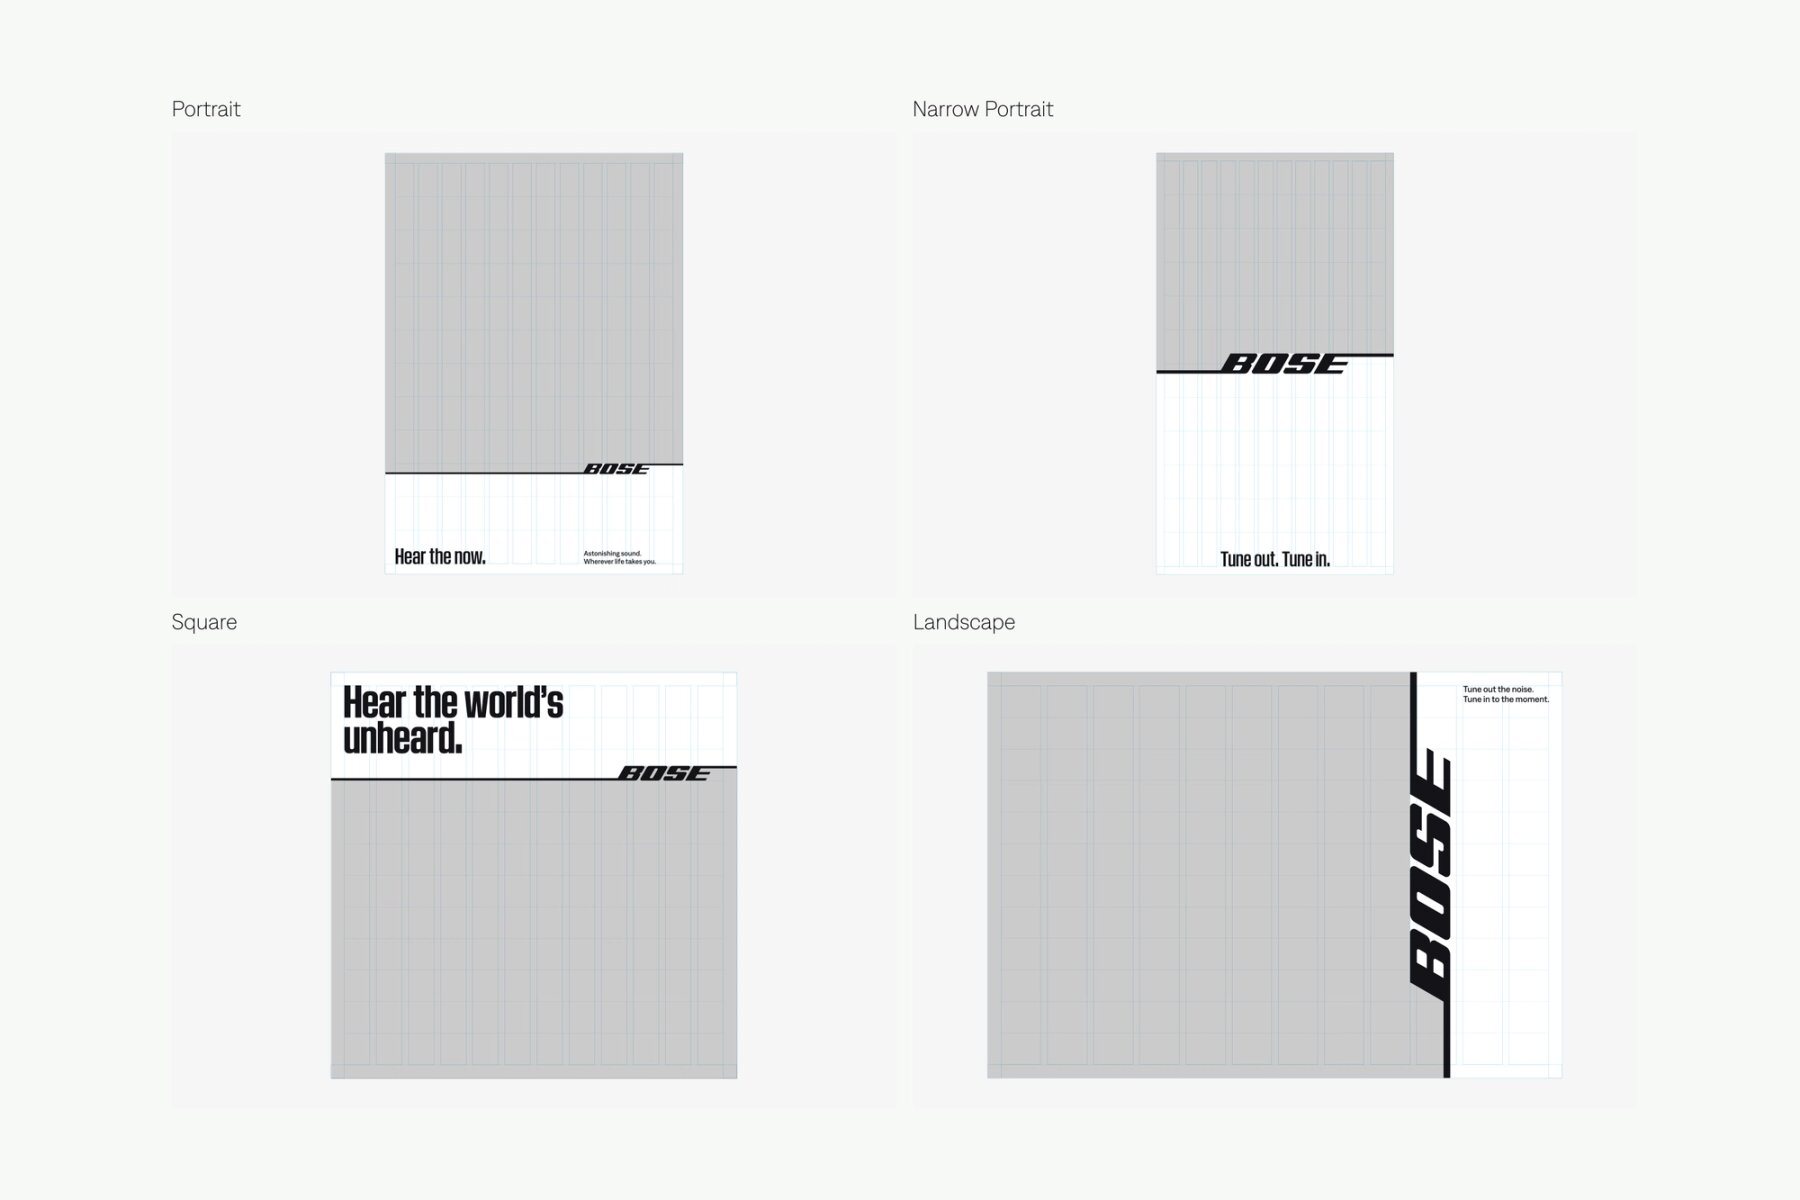 Portrait
BOSE
Hear the now.
Astonishing sound.
Wherever life takes you.
Narrow Portrait
BOSE
Tune out. Tune in.
Square
Hear the world’s
unheard.
BOSE
Landscape
Tune out the noise.
Tune in to the moment.
BOSE